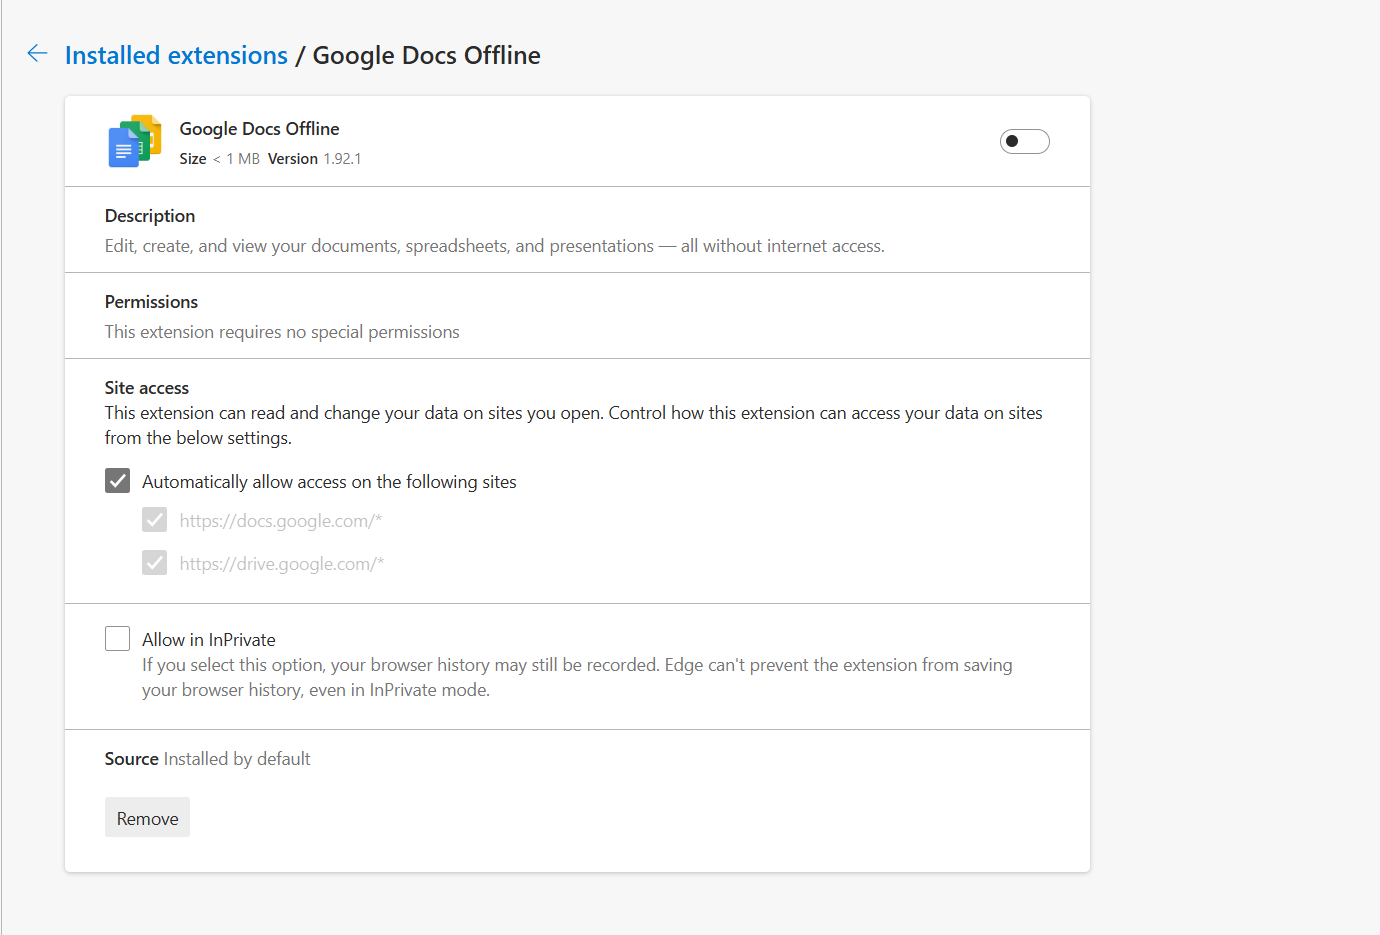 Installed extensions / Google Docs Offline
Google Docs Offline
Size < 1 MB Version 1.92.1
Description
Edit, create, and view your documents, spreadsheets, and presentations — all without internet access.
Permissions
This extension requires no special permissions
Site access
This extension can read and change your data on sites you open. Control how this extension can access your data on sites
from the below settings.
Automatically allow access on the following sites
https://docs.google.com/*
https://drive.google.com/*
Allow in InPrivate
If you select this option, your browser history may still be recorded. Edge can't prevent the extension from saving
your browser history, even in InPrivate mode.
Source Installed by default
Remove